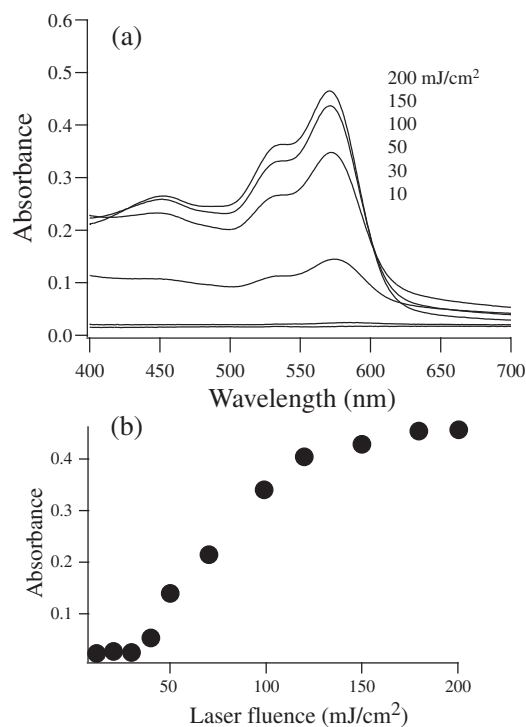 (a)
0.6
0.5
0.4
0.3
0.2
0.1
0.0
Absorbance
200 mJ/cm²
150
100
50
30
10
400 450 500 550 600 650 700
Wavelength (nm)
(b)
0.4
0.3
0.2
0.1
Absorbance
50 100 150 200
Laser fluence (mJ/cm²)